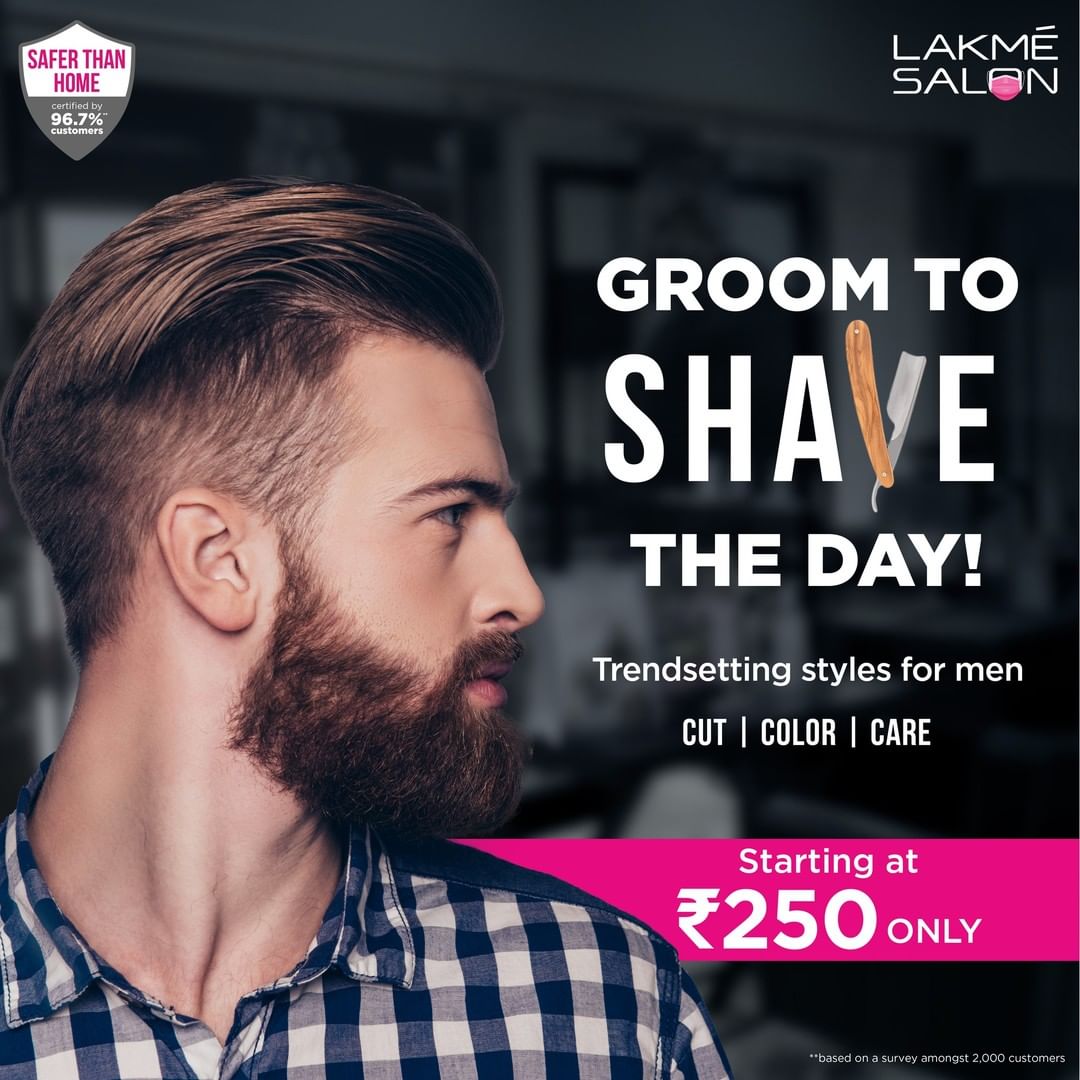 SAFER THAN
HOME
certified by
96.7%**
customers
LAKMÉ
SALON
GROOM TO
SHAVE
THE DAY!
Trendsetting styles for men
CUT | COLOR | CARE
Starting at
₹250 ONLY
**based on a survey amongst 2,000 customers